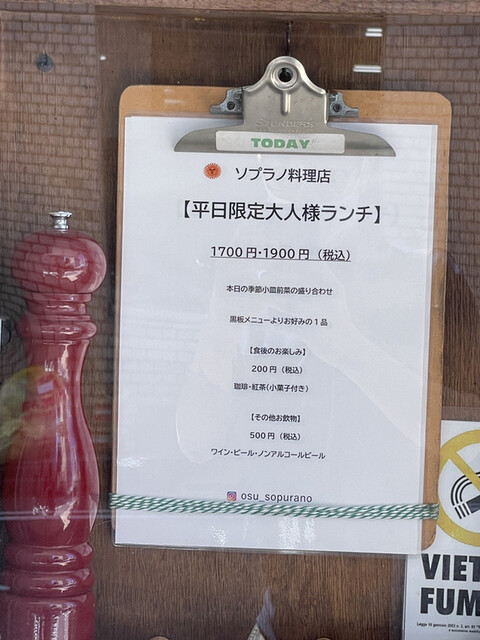 SAUNDERS
TODAY
ソプラノ料理店
【平日限定大人様ランチ】
1700円・1900円（税込）
本日の季節小皿前菜の盛り合わせ
黒板メニューよりお好みの1品
【食後のお楽しみ】
200円（税込）
珈琲・紅茶(小菓子付き)
【その他お飲物】
500円（税込）
ワイン・ビール・ノンアルコールビール
osu_sopurano
VIET
FUM